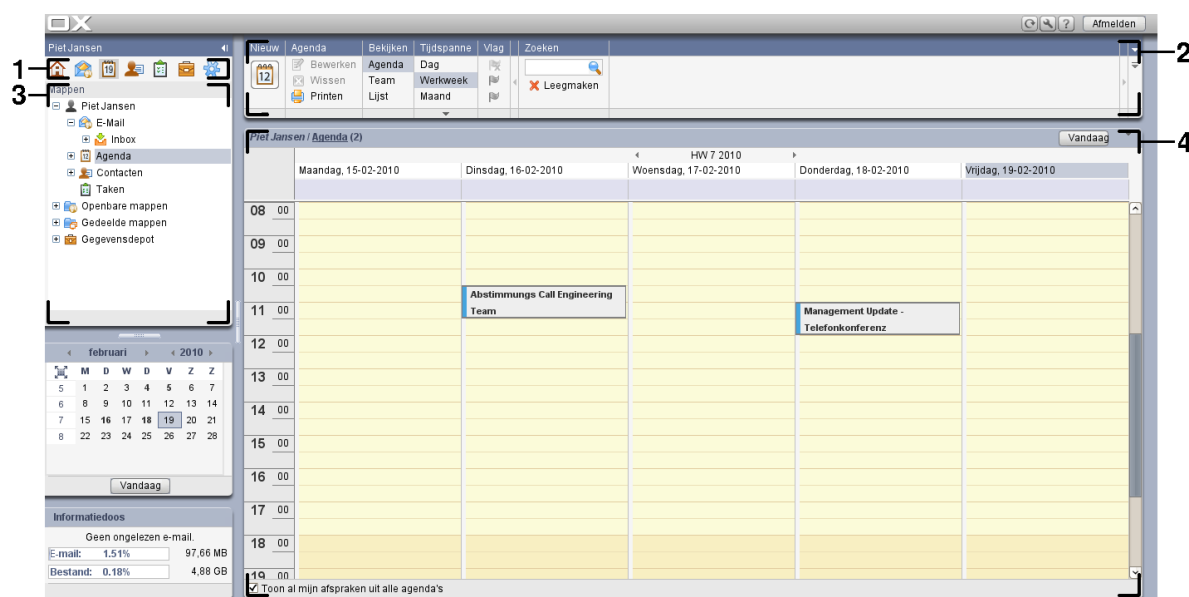 OX
Afmelden
Piet Jansen
Nieuw Agenda Bekijken Tijdspanne Vlag Zoeken
2
1
19
12
Bewerken Agenda Dag
Wissen Team Werkweek
Leegmaken
Printen Lijst Maand
3
Mappen
Piet Jansen
E-Mail
Inbox
Agenda
Contacten
Taken
Openbare mappen
Gedeelde mappen
Gegevensdepot
Piet Jansen / Agenda (2)
Vandaag
4
HW 7 2010
Maandag, 15-02-2010 Dinsdag, 16-02-2010 Woensdag, 17-02-2010 Donderdag, 18-02-2010 Vrijdag, 19-02-2010
08 00
09 00
10 00
Abstimmungs Call Engineering
Team
11 00
Management Update -
Telefonkonferenz
12 00
13 00
14 00
15 00
16 00
17 00
18 00
19 00
Toon al mijn afspraken uit alle agenda's
februari 2010
M D W D V Z Z
5 1 2 3 4 5 6 7
6 8 9 10 11 12 13 14
7 15 16 17 18 19 20 21
8 22 23 24 25 26 27 28
Vandaag
Informatiedoos
Geen ongelezen e-mail.
E-mail: 1.51% 97,66 MB
Bestand: 0.18% 4,88 GB